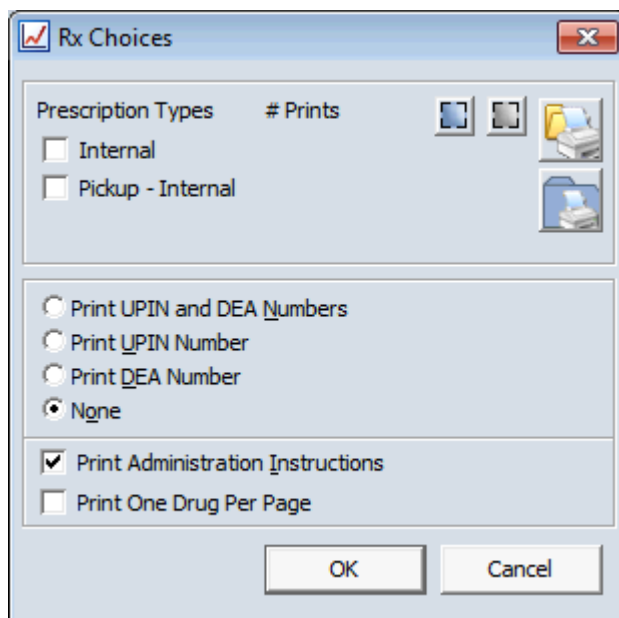 Rx Choices
Prescription Types # Prints
Internal
Pickup - Internal
Print UPIN and DEA Numbers
Print UPIN Number
Print DEA Number
None
Print Administration Instructions
Print One Drug Per Page
OK Cancel